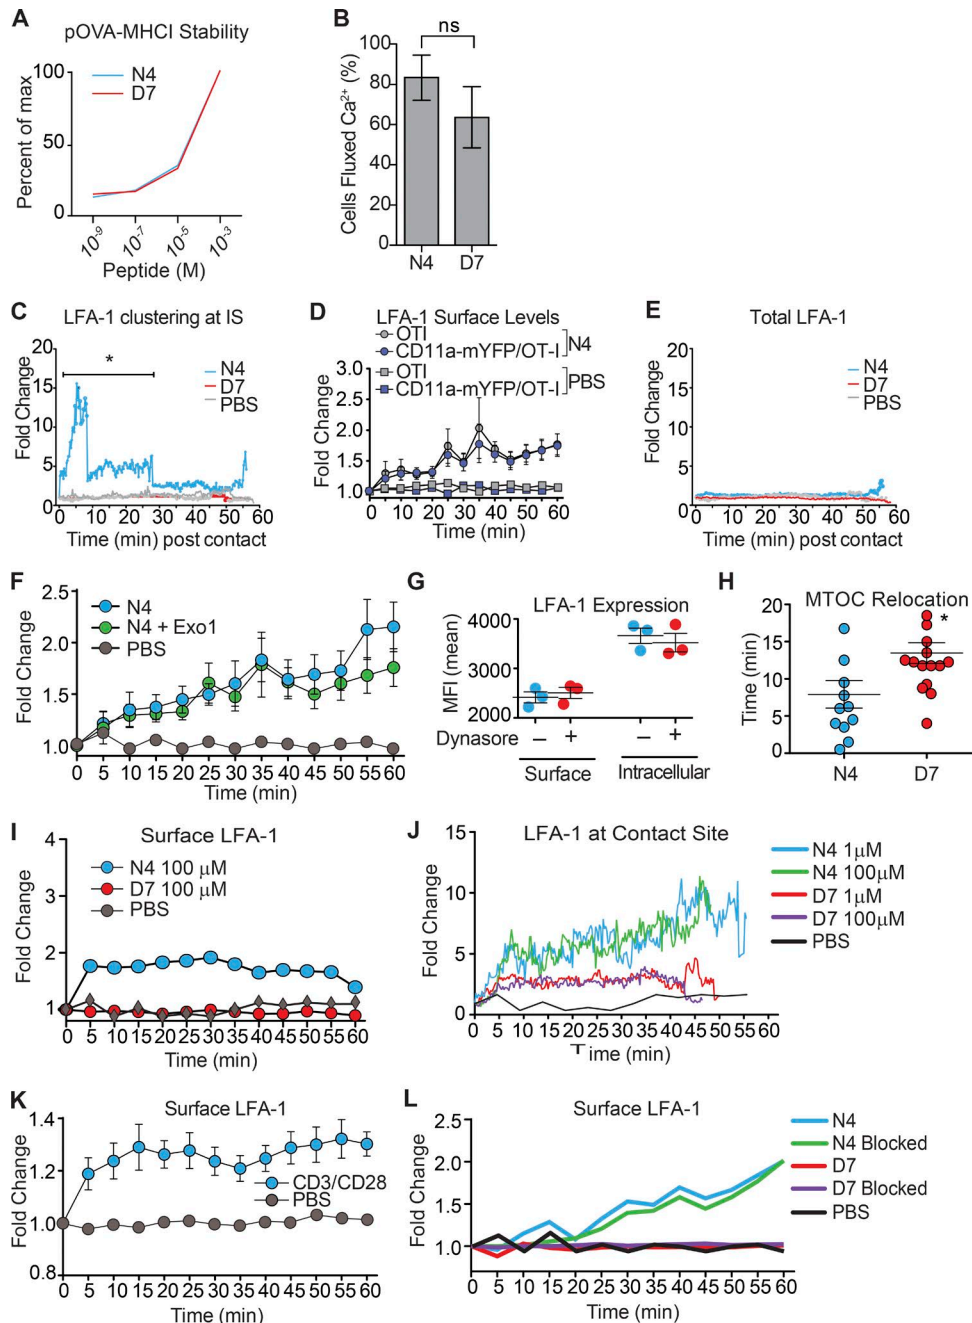 A
pOVA-MHCI Stability
N4
D7
Percent of max
100
50
0
10-9
10-7
10-5
10-3
Peptide (M)
B
ns
Cells Fluxed Ca2+ (%)
100
80
60
40
20
0
N4
D7
C
LFA-1 clustering at IS
N4
D7
PBS
Fold Change
20
15
10
5
0
0 10 20 30 40 50 60
Time (min) post contact
*
D
LFA-1 Surface Levels
OTI
CD11a-mYFP/OT-I
N4
OTI
CD11a-mYFP/OT-I
PBS
Fold Change
3.0
2.5
2.0
1.5
1.0
0 10 20 30 40 50 60
Time (min)
E
Total LFA-1
N4
D7
PBS
Fold Change
20
15
10
5
0
0 10 20 30 40 50 60
Time (min) post contact
F
N4
N4 + Exo1
PBS
Fold Change
2.5
2.0
1.5
1.0
0 5 10 15 20 25 30 35 40 45 50 55 60
Time (min)
G
LFA-1 Expression
MFI (mean)
4000
3000
2000
Dynasore – + – +
Surface
Intracellular
H
MTOC Relocation
*
Time (min)
20
15
10
5
0
N4
D7
I
Surface LFA-1
N4 100 μM
D7 100 μM
PBS
Fold Change
4
3
2
1
0 5 10 15 20 25 30 35 40 45 50 55 60
Time (min)
J
LFA-1 at Contact Site
N4 1μM
N4 100μM
D7 1μM
D7 100μM
PBS
Fold Change
15
10
5
0
0 5 10 15 20 25 30 35 40 45 50 55 60
Time (min)
K
Surface LFA-1
CD3/CD28
PBS
Fold Change
1.4
1.2
1.0
0.8
0 5 10 15 20 25 30 35 40 45 50 55 60
Time (min)
L
Surface LFA-1
N4
N4 Blocked
D7
D7 Blocked
PBS
Fold Change
2.5
2.0
1.5
1.0
0 5 10 15 20 25 30 35 40 45 50 55 60
Time (min)